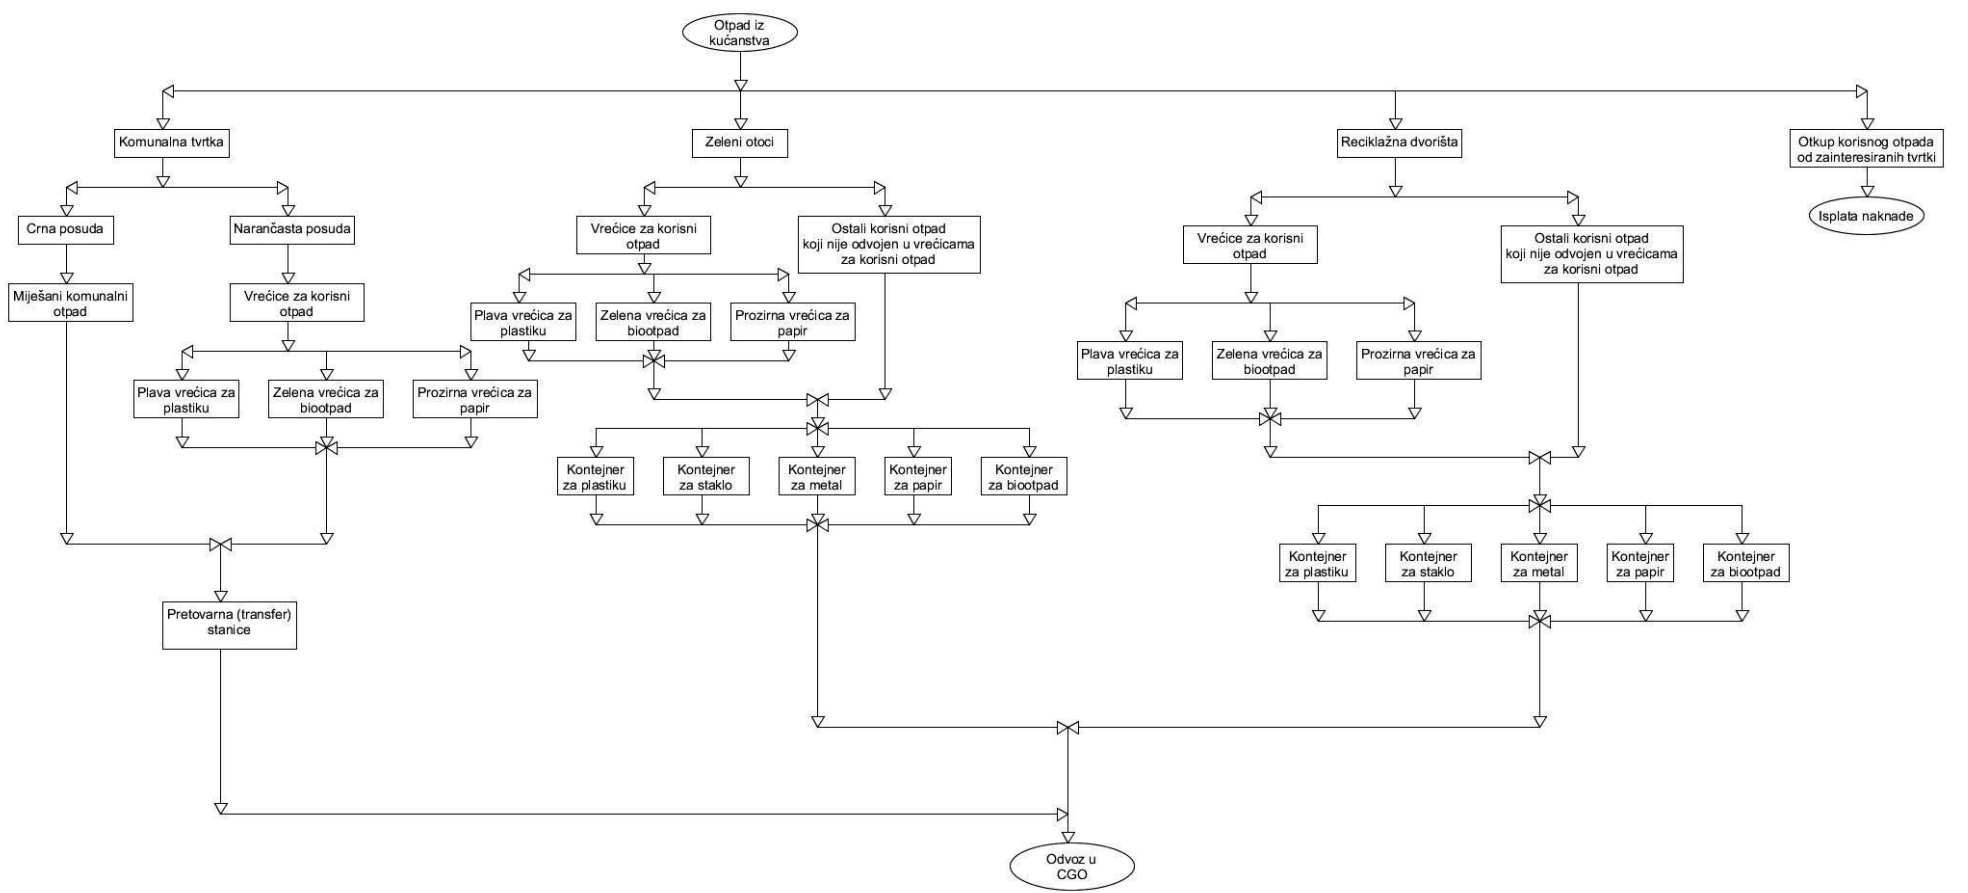 Otpad iz
kućanstva
Komunalna tvrtka
Zeleni otoci
Reciklažna dvorišta
Otkup korisnog otpada
od zainteresiranih tvrtki
Crna posuda
Narančasta posuda
Vrećice za korisni
otpad
Ostali korisni otpad
koji nije odvojen u vrećicama
za korisni otpad
Vrećice za korisni
otpad
Ostali korisni otpad
koji nije odvojen u vrećicama
za korisni otpad
Isplata naknade
Miješani komunalni
otpad
Vrećice za korisni
otpad
Plava vrećica za
plastiku
Zelena vrećica za
biootpad
Prozirna vrećica za
papir
Plava vrećica za
plastiku
Zelena vrećica za
biootpad
Prozirna vrećica za
papir
Plava vrećica za
plastiku
Zelena vrećica za
biootpad
Prozirna vrećica za
papir
Kontejner
za plastiku
Kontejner
za staklo
Kontejner
za metal
Kontejner
za papir
Kontejner
za biootpad
Kontejner
za plastiku
Kontejner
za staklo
Kontejner
za metal
Kontejner
za papir
Kontejner
za biootpad
Pretovarna (transfer)
stanice
Odvoz u
CGO